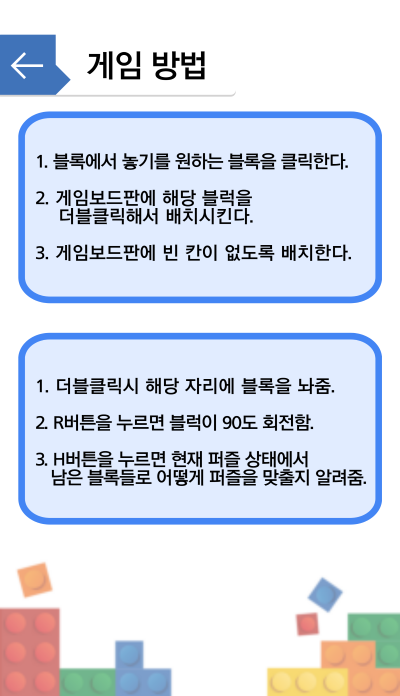 게임 방법
1. 블록에서 놓기를 원하는 블록을 클릭한다.
2. 게임보드판에 해당 블럭을
더블클릭해서 배치시킨다.
3. 게임보드판에 빈 칸이 없도록 배치한다.
1. 더블클릭시 해당 자리에 블록을 놔줌.
2. R버튼을 누르면 블럭이 90도 회전함.
3. H버튼을 누르면 현재 퍼즐 상태에서
남은 블록들로 어떻게 퍼즐을 맞출지 알려줌.